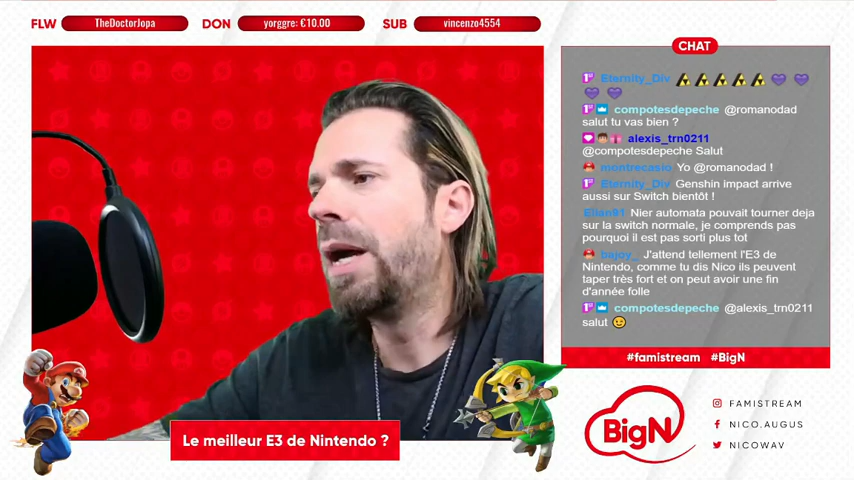 FLW TheDoctorJopa DON yorggre: €10.00 SUB vincenzo4554
CHAT
Eternity_Div
compotesdepeche @romanodad
salut tu vas bien ?
alexis_trn0211
@compotesdepeche Salut
montrecasio Yo @romanodad !
Eternity_Div Genshin impact arrive
aussi sur Switch bientôt !
Elian91 Nier automata pouvait tourner deja
sur la switch normale, je comprends pas
pourquoi il est pas sorti plus tot
J'attend tellement l'E3 de
Nintendo, comme tu dis Nico ils peuvent
taper très fort et on peut avoir une fin
d'année folle
compotesdepeche @alexis_trn0211
salut
#famistream #BigN
Le meilleur E3 de Nintendo ?
BigN
FAMISTREAM
NICO.AUGUS
NICOWAV